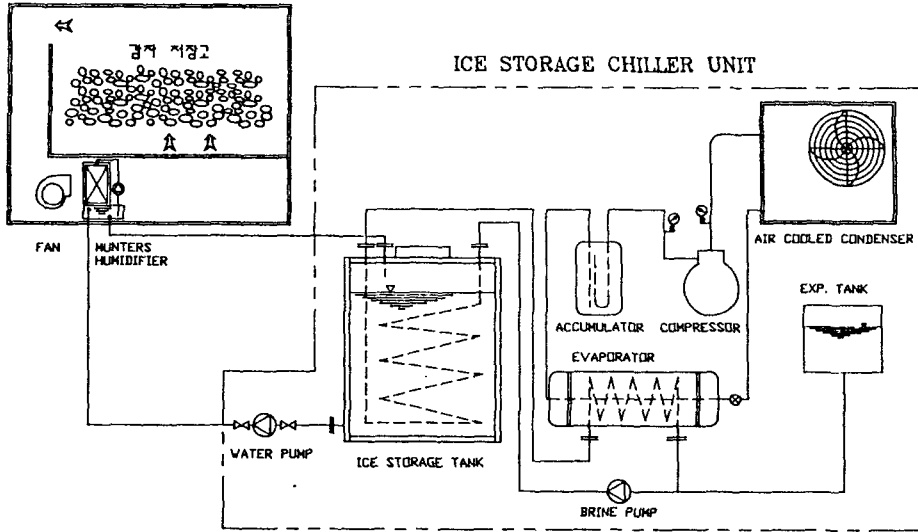 감자 저장고
ICE STORAGE CHILLER UNIT
FAN
MUNTERS
HUMIDIFIER
AIR COOLED CONDENSER
EXP. TANK
ACCUMULATOR
COMPRESSOR
EVAPORATOR
WATER PUMP
ICE STORAGE TANK
BRINE PUMP